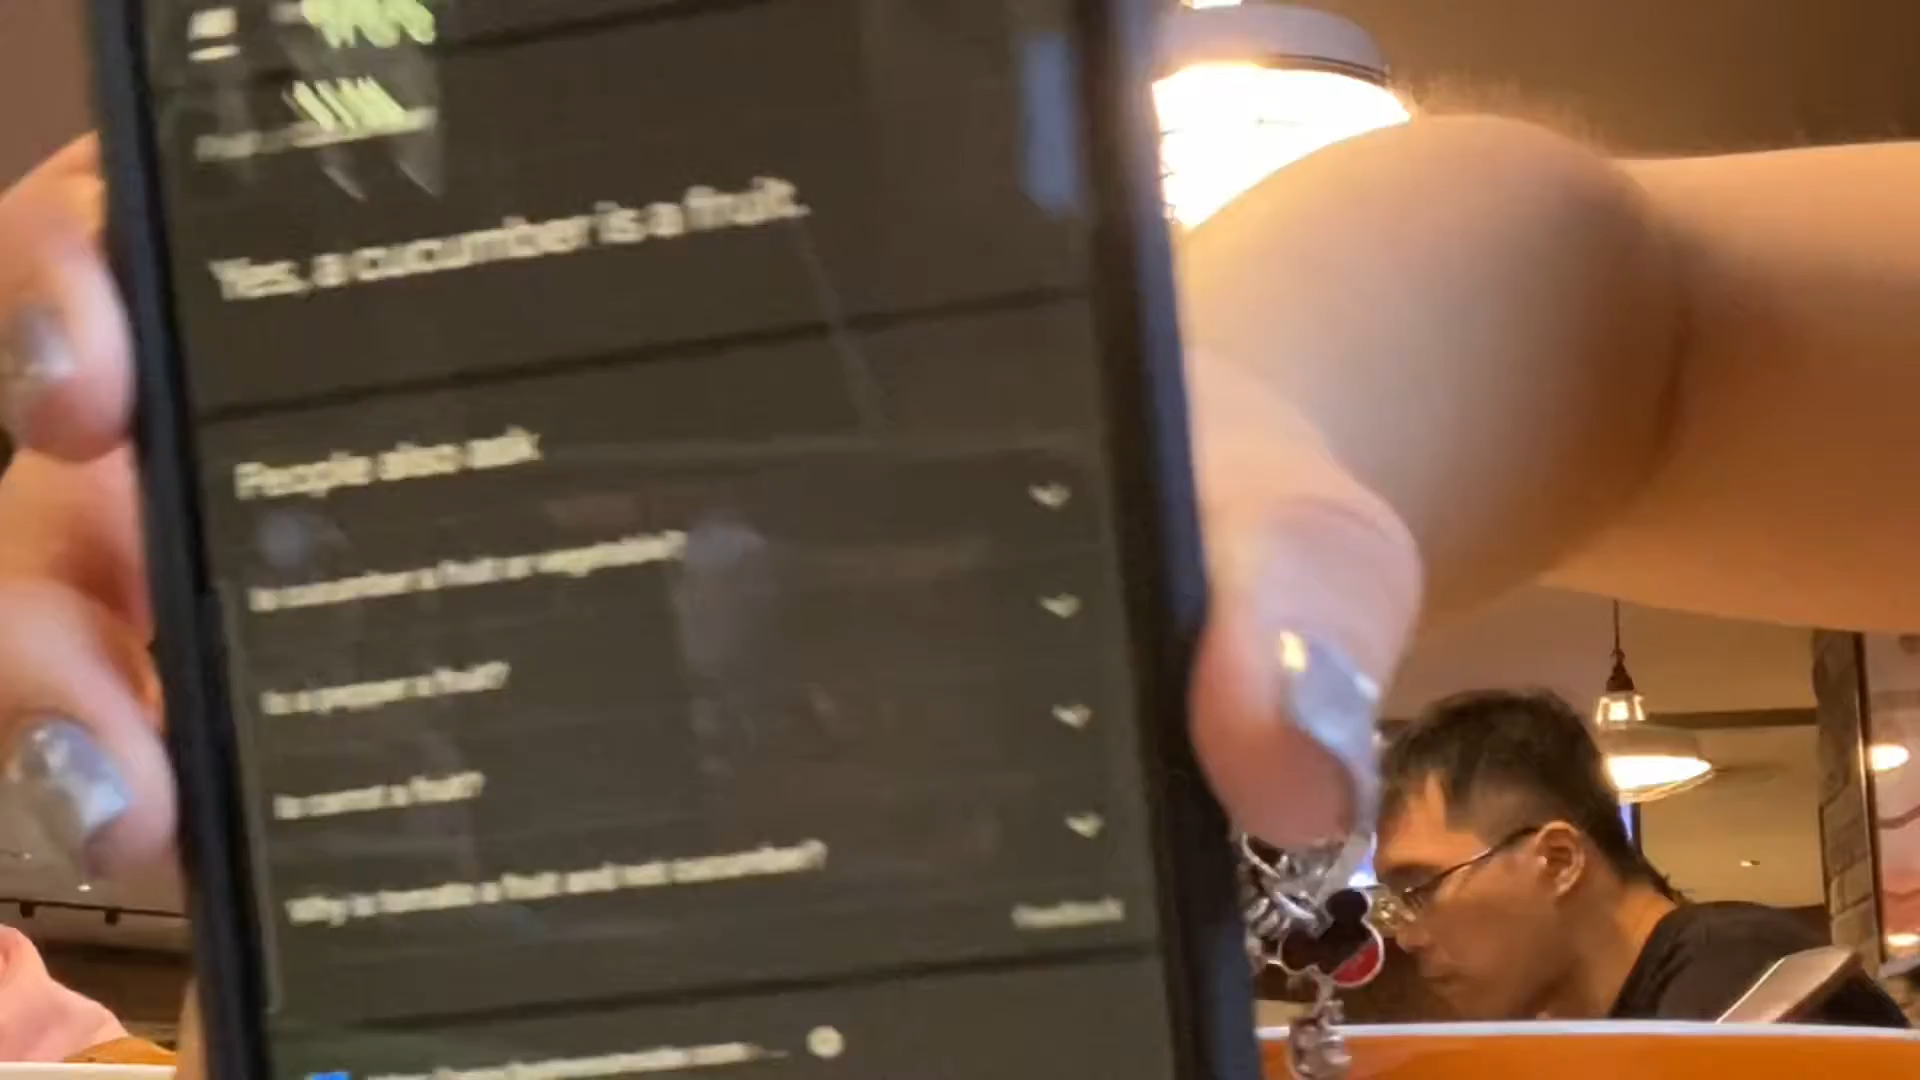 Yes, a cucumber is a fruit.
People also ask
Is cucumber a fruit or vegetable?
Is a pepper a fruit?
Is carrot a fruit?
Why is tomato a fruit and not cucumber?
Feedback